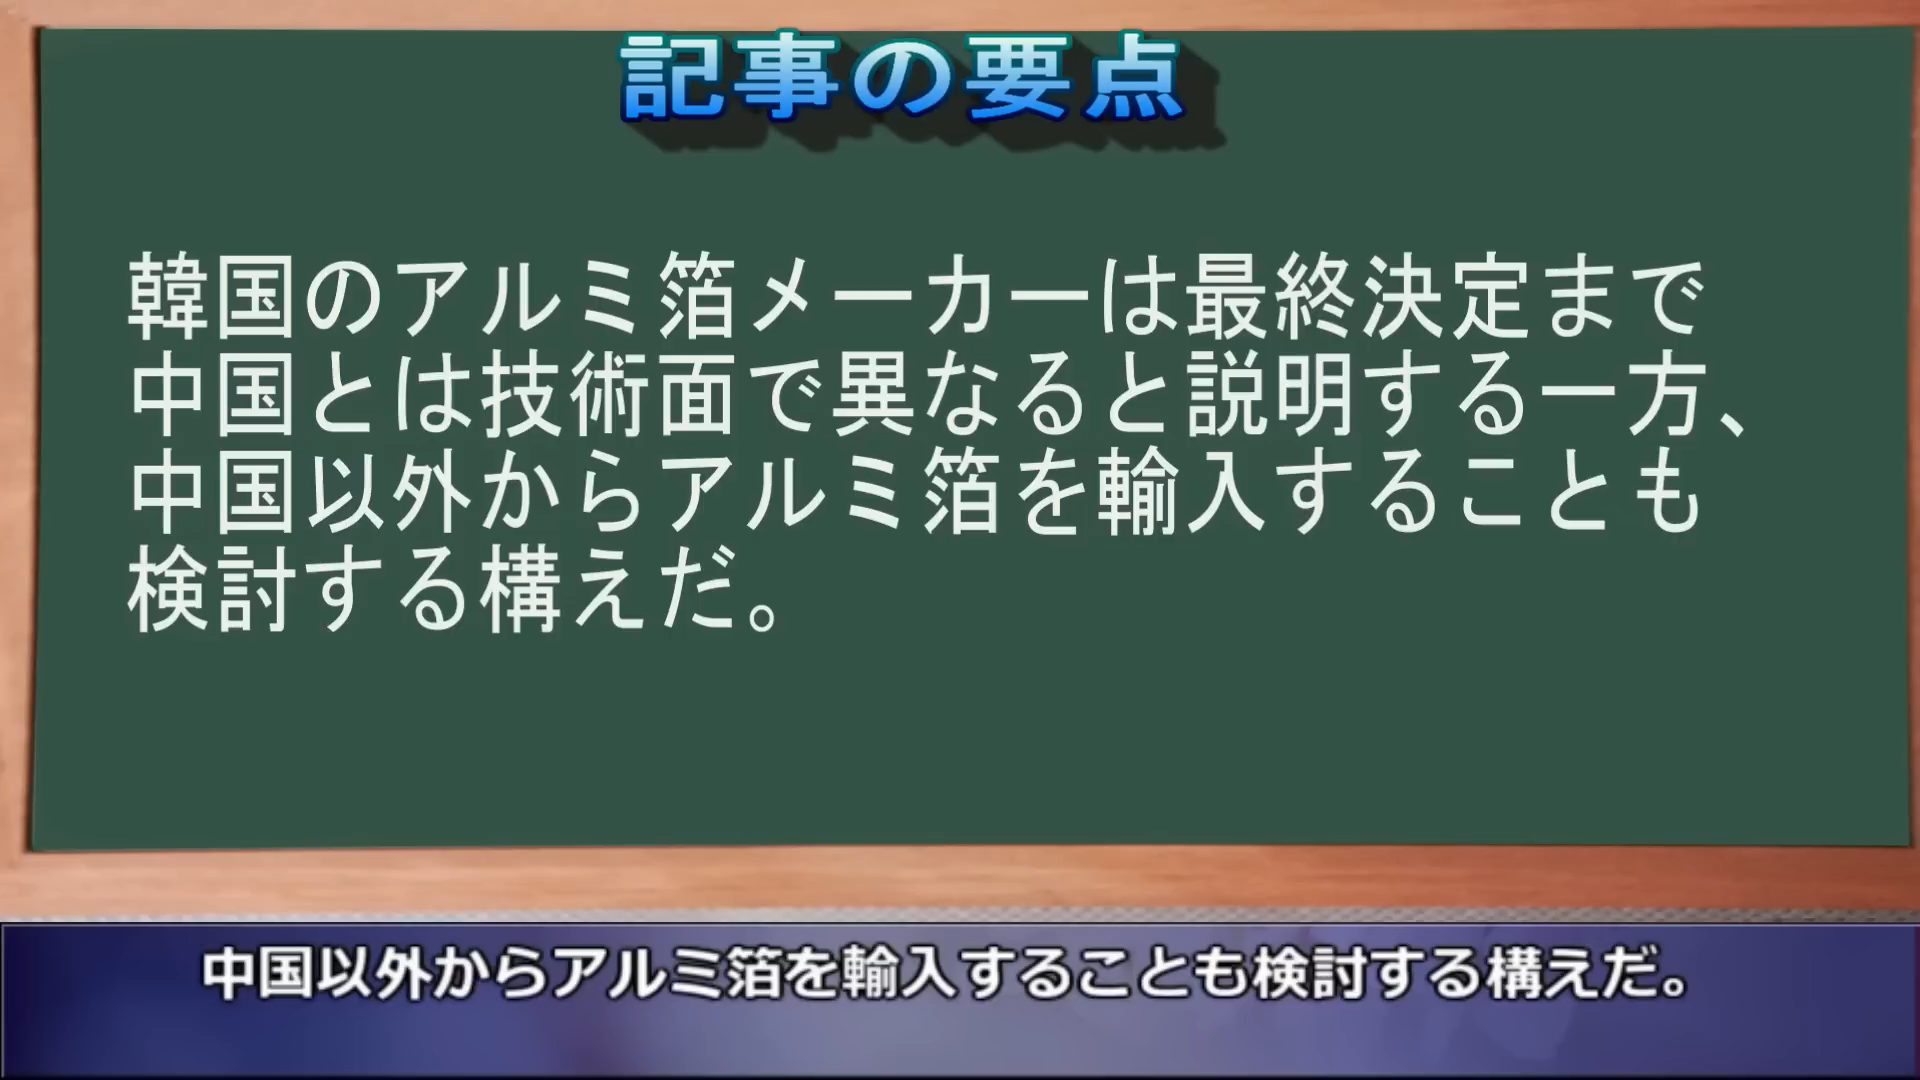 記事の要点
韓国のアルミ箔メーカーは最終決定まで
中国とは技術面で異なると説明する一方、
中国以外からアルミ箔を輸入することも
検討する構えだ。
中国以外からアルミ箔を輸入することも検討する構えだ。